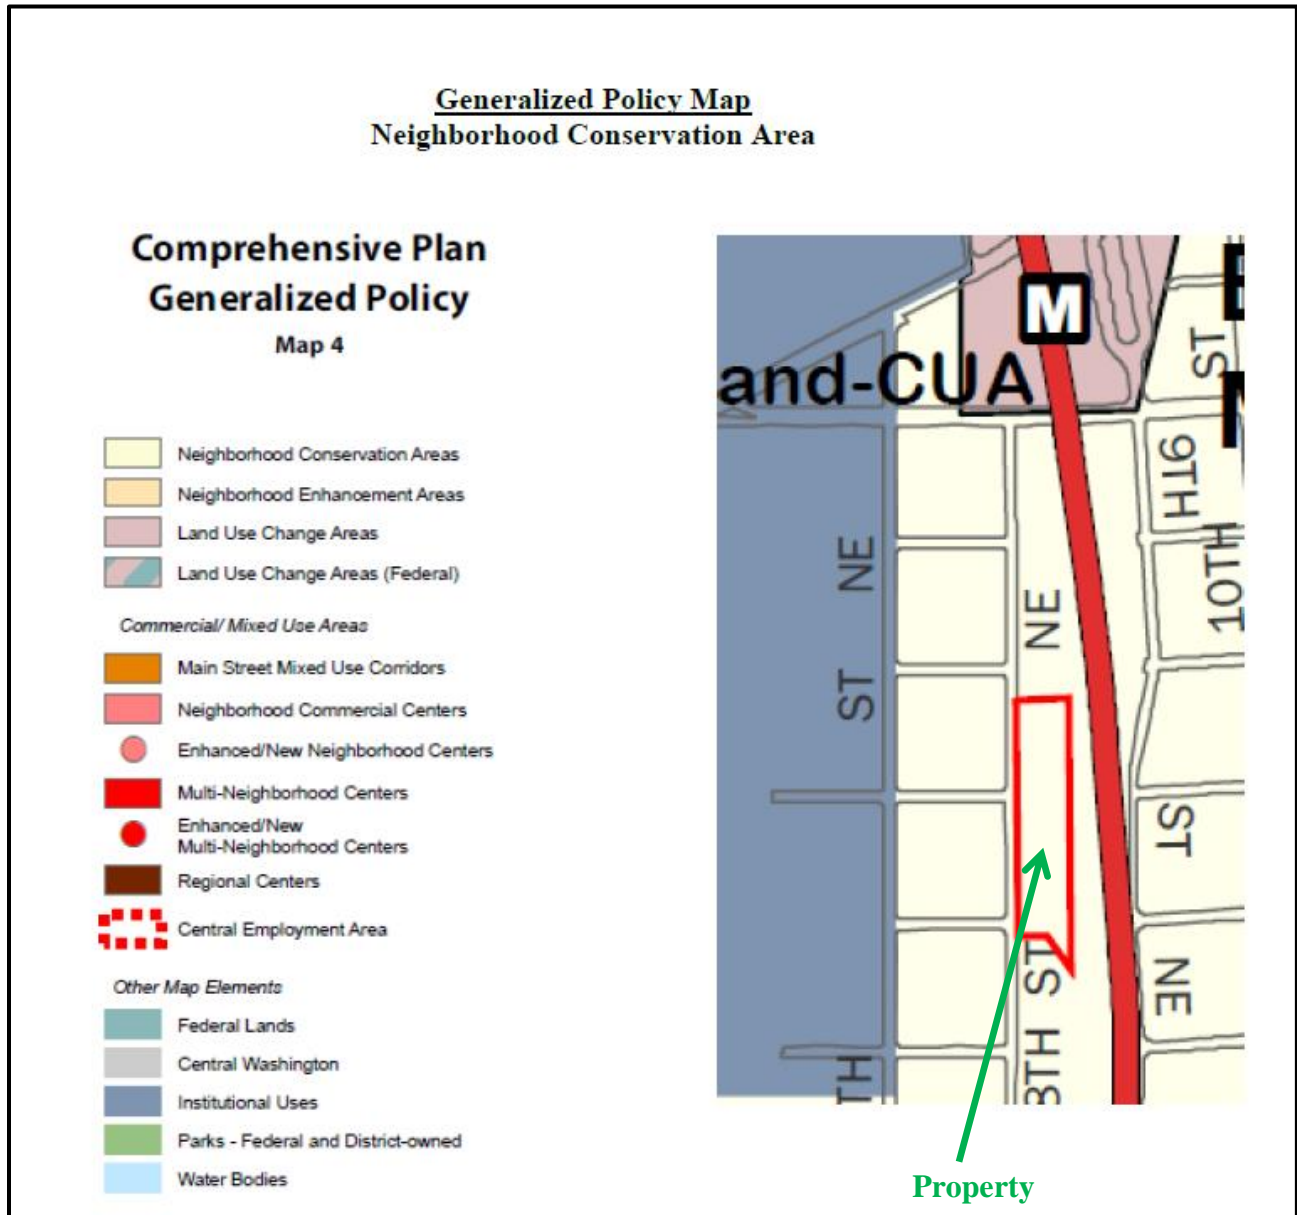 Generalized Policy Map
Neighborhood Conservation Area
Comprehensive Plan
Generalized Policy
Map 4
Neighborhood Conservation Areas
Neighborhood Enhancement Areas
Land Use Change Areas
Land Use Change Areas (Federal)
Commercial/ Mixed Use Areas
Main Street Mixed Use Corridors
Neighborhood Commercial Centers
Enhanced/New Neighborhood Centers
Multi-Neighborhood Centers
Enhanced/New
Multi-Neighborhood Centers
Regional Centers
Central Employment Area
Other Map Elements
Federal Lands
Central Washington
Institutional Uses
Parks - Federal and District-owned
Water Bodies
M
and-CUA
ST
9TH
10TH
ST NE
NE
ST
NE
8TH ST
TH
Property